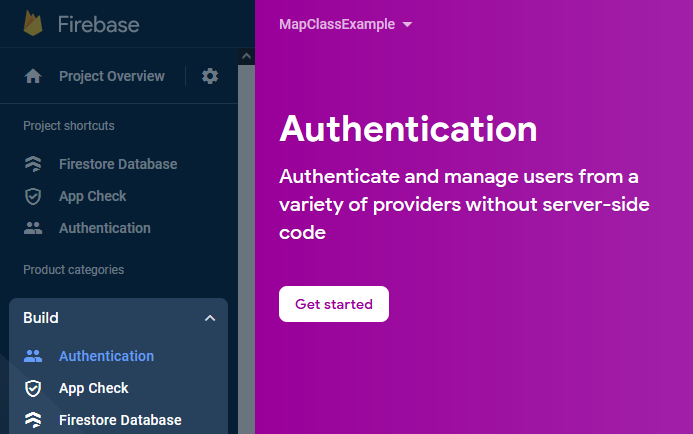 Firebase
Project Overview
Project shortcuts
Firestore Database
App Check
Authentication
Product categories
Build
Authentication
App Check
Firestore Database
MapClassExample
Authentication
Authenticate and manage users from a
variety of providers without server-side
code
Get started